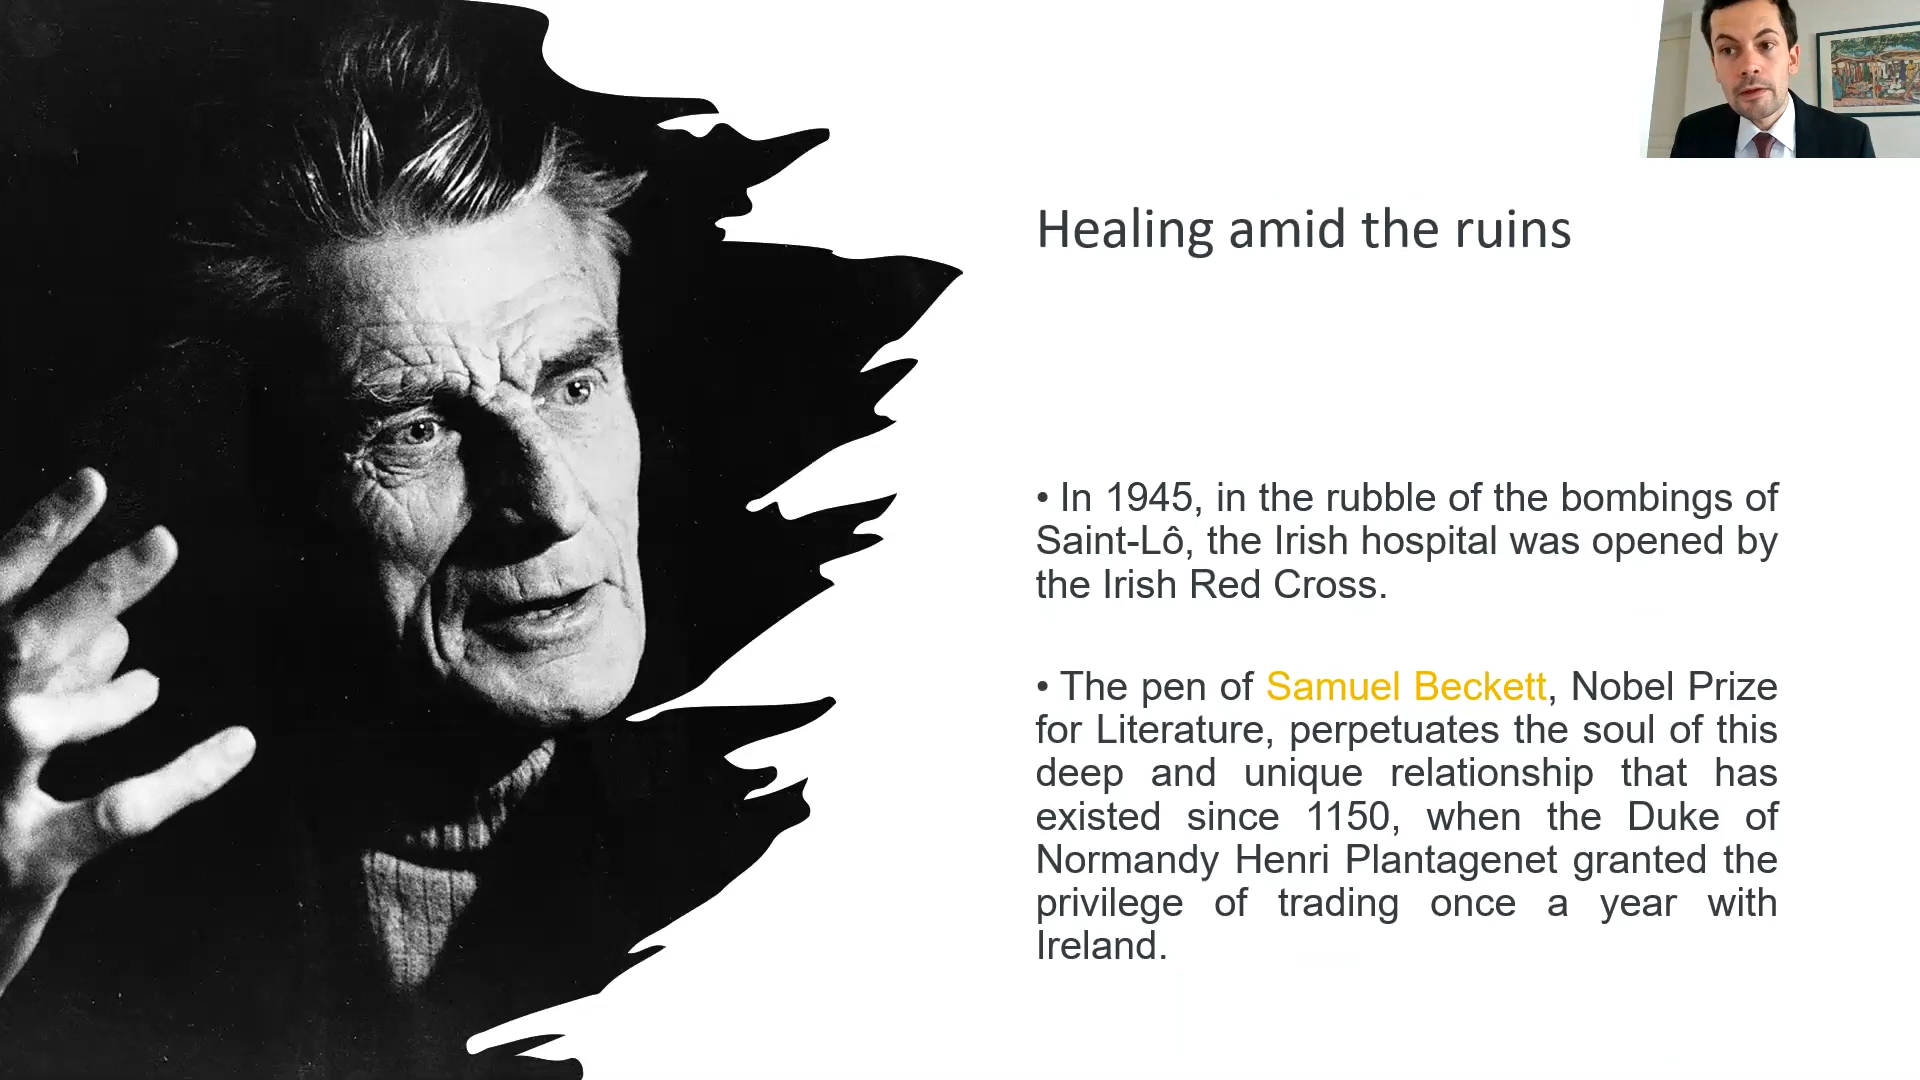 Healing amid the ruins
• In 1945, in the rubble of the bombings of
Saint-Lô, the Irish hospital was opened by
the Irish Red Cross.
• The pen of Samuel Beckett, Nobel Prize
for Literature, perpetuates the soul of this
deep and unique relationship that has
existed since 1150, when the Duke of
Normandy Henri Plantagenet granted the
privilege of trading once a year with
Ireland.